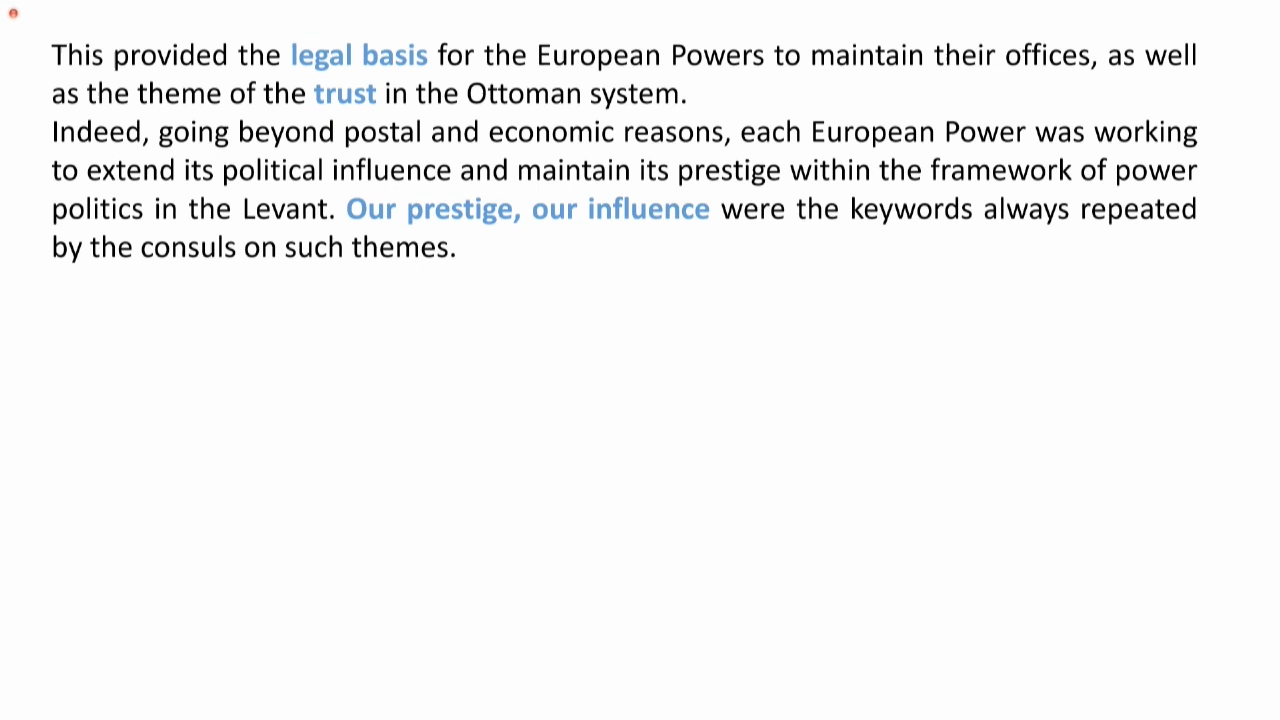 This provided the legal basis for the European Powers to maintain their offices, as well
as the theme of the trust in the Ottoman system.
Indeed, going beyond postal and economic reasons, each European Power was working
to extend its political influence and maintain its prestige within the framework of power
politics in the Levant. Our prestige, our influence were the keywords always repeated
by the consuls on such themes.